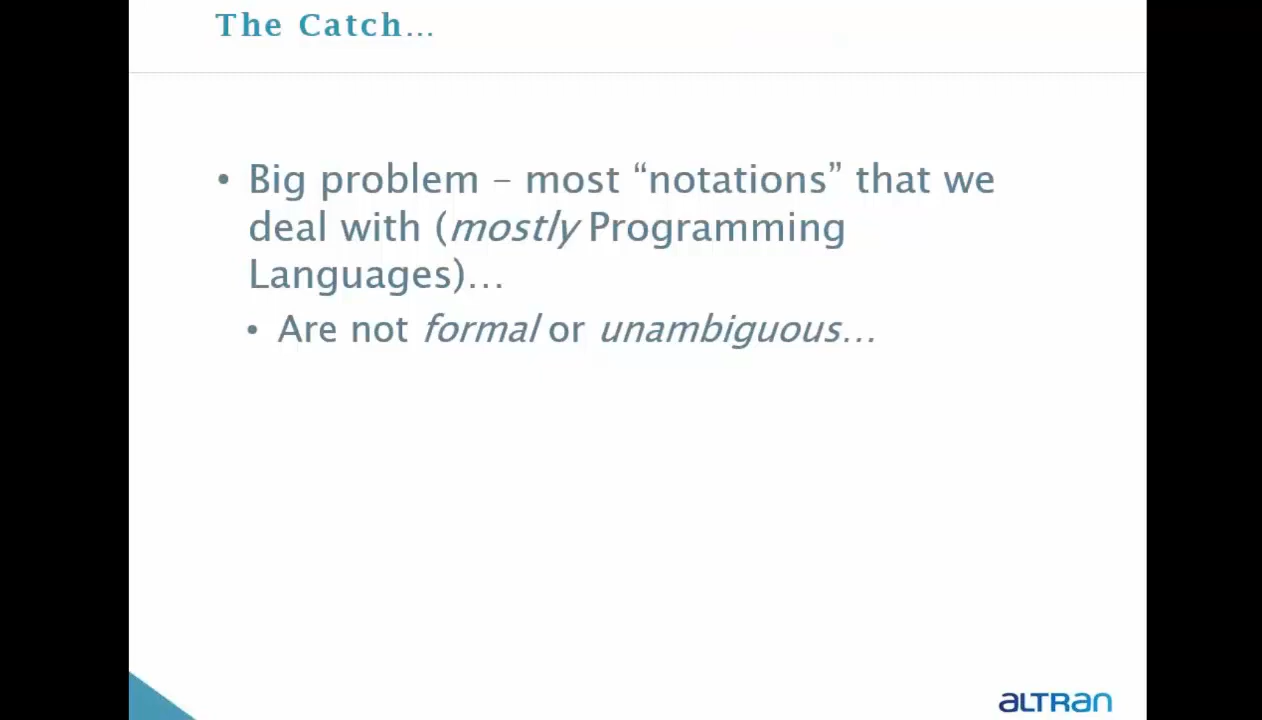 The Catch...
• Big problem – most “notations” that we
deal with (mostly Programming
Languages)...
• Are not formal or unambiguous...
ALTRAN